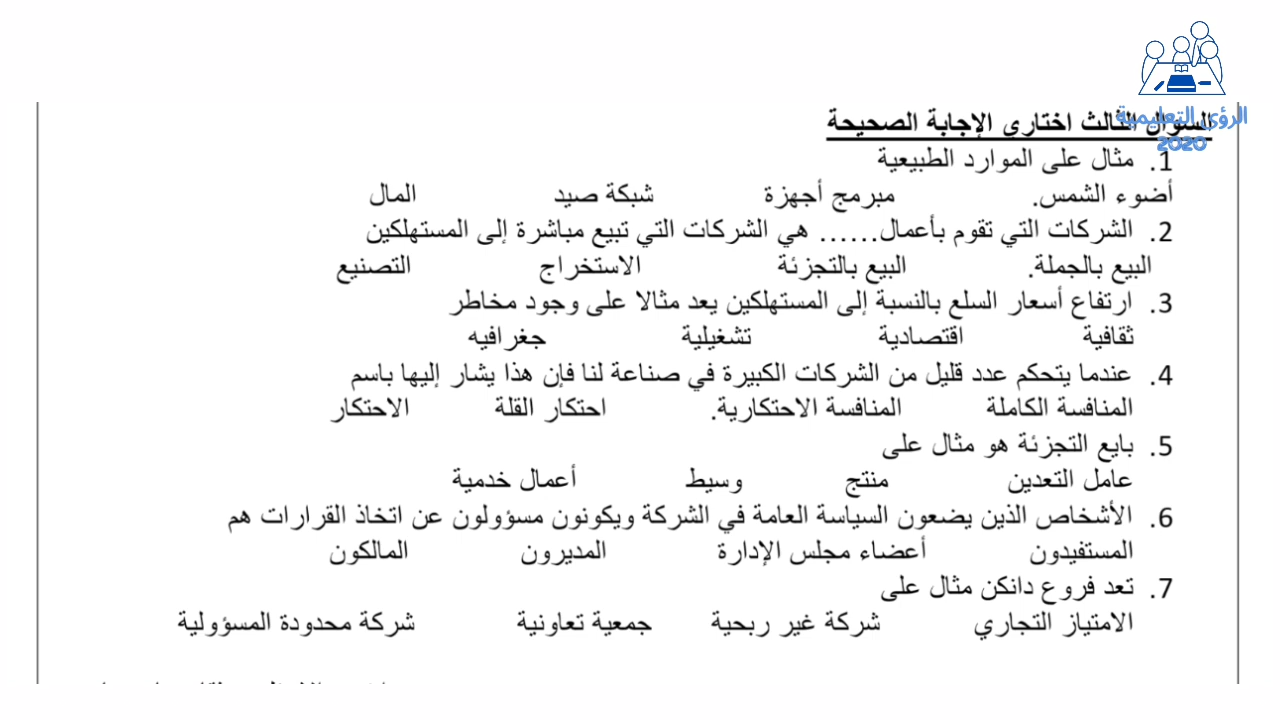 الرؤى التعليمية
2020
السؤال الثالث اختاري الإجابة الصحيحة
1. مثال على الموارد الطبيعية
أضوء الشمس. مبرمج أجهزة شبكة صيد المال
2. الشركات التي تقوم بأعمال...... هي الشركات التي تبيع مباشرة إلى المستهلكين
البيع بالجملة. البيع بالتجزئة الاستخراج التصنيع
3. ارتفاع أسعار السلع بالنسبة إلى المستهلكين يعد مثالا على وجود مخاطر
ثقافية اقتصادية تشغيلية جغرافيه
4. عندما يتحكم عدد قليل من الشركات الكبيرة في صناعة لنا فإن هذا يشار إليها باسم
المنافسة الكاملة المنافسة الاحتكارية. احتكار القلة الاحتكار
5. بايع التجزئة هو مثال على
عامل التعدين منتج وسيط أعمال خدمية
6. الأشخاص الذين يضعون السياسة العامة في الشركة ويكونون مسؤولون عن اتخاذ القرارات هم
المستفيدون أعضاء مجلس الإدارة المديرون المالكون
7. تعد فروع دانكن مثال على
الامتياز التجاري شركة غير ربحية جمعية تعاونية شركة محدودة المسؤولية